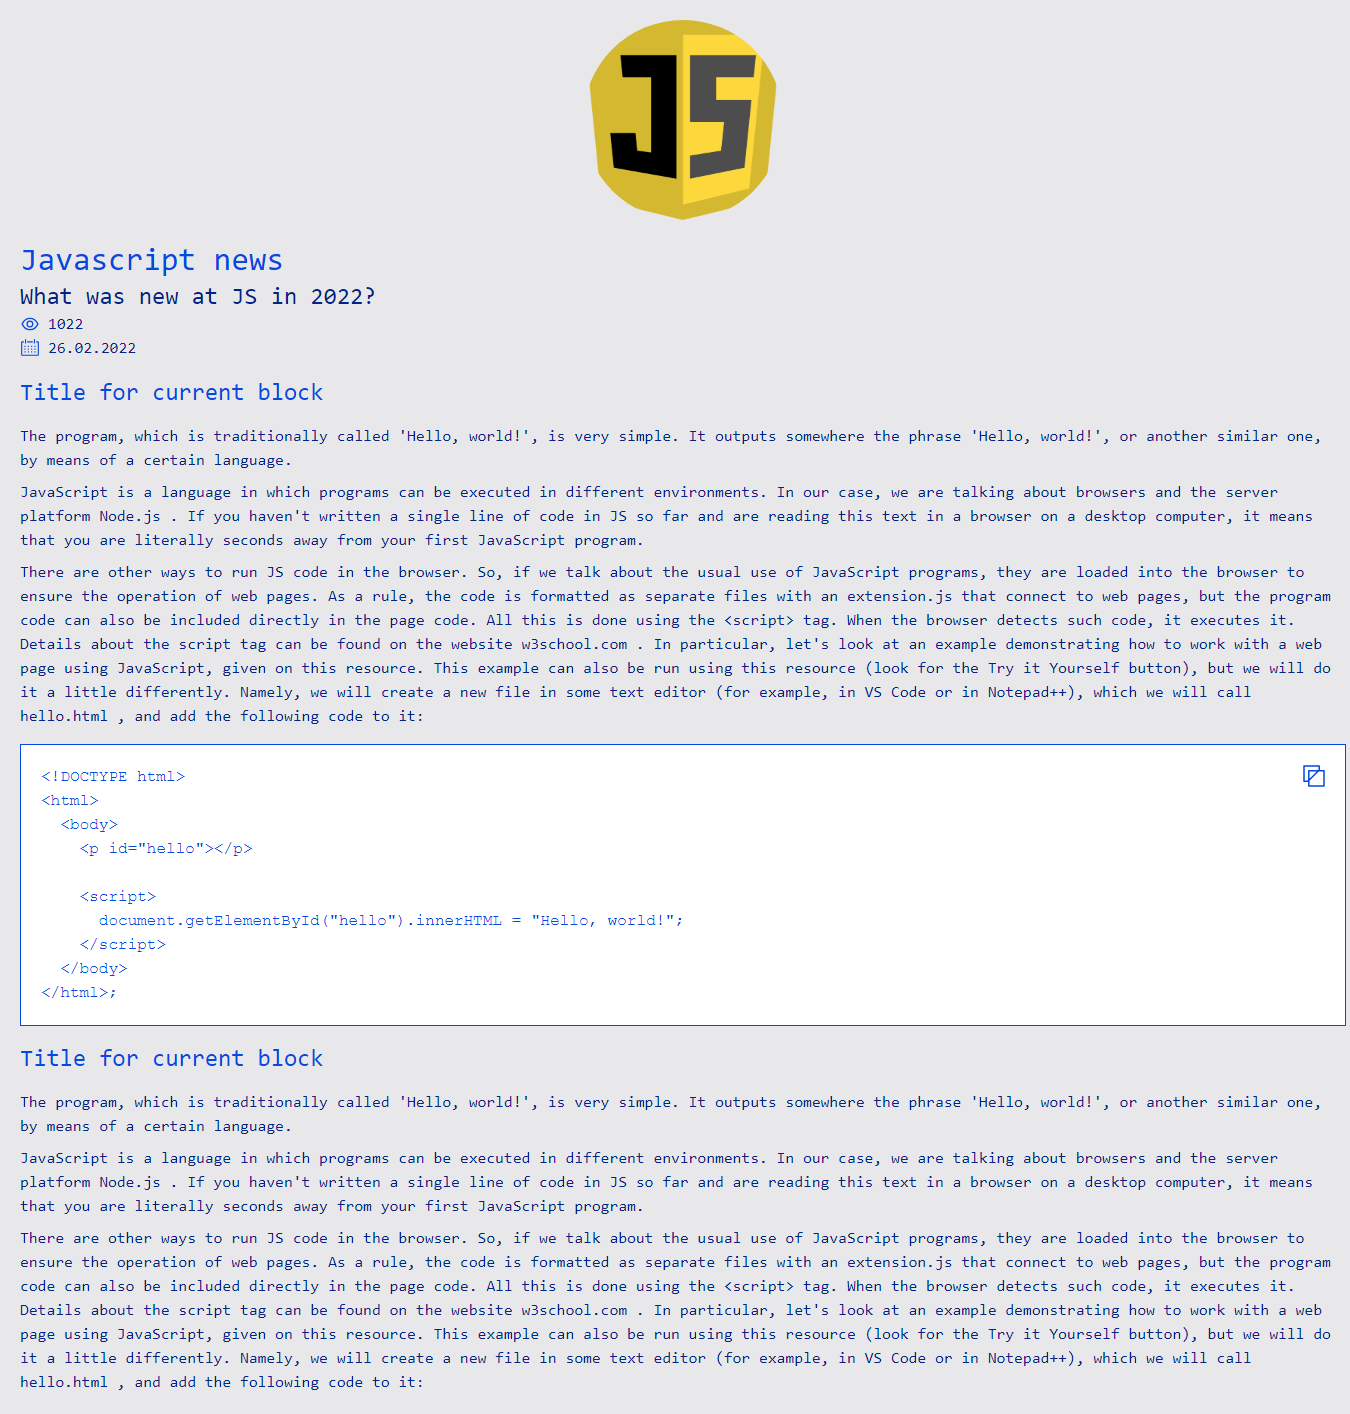 JS
Javascript news
What was new at JS in 2022?
1022
26.02.2022
Title for current block
The program, which is traditionally called 'Hello, world!', is very simple. It outputs somewhere the phrase 'Hello, world!', or another similar one,
by means of a certain language.
JavaScript is a language in which programs can be executed in different environments. In our case, we are talking about browsers and the server
platform Node.js . If you haven't written a single line of code in JS so far and are reading this text in a browser on a desktop computer, it means
that you are literally seconds away from your first JavaScript program.
There are other ways to run JS code in the browser. So, if we talk about the usual use of JavaScript programs, they are loaded into the browser to
ensure the operation of web pages. As a rule, the code is formatted as separate files with an extension.js that connect to web pages, but the program
code can also be included directly in the page code. All this is done using the <script> tag. When the browser detects such code, it executes it.
Details about the script tag can be found on the website w3school.com . In particular, let's look at an example demonstrating how to work with a web
page using JavaScript, given on this resource. This example can also be run using this resource (look for the Try it Yourself button), but we will do
it a little differently. Namely, we will create a new file in some text editor (for example, in VS Code or in Notepad++), which we will call
hello.html , and add the following code to it:
<!DOCTYPE html>
<html>
  <body>
    <p id="hello"></p>

    <script>
      document.getElementById("hello").innerHTML = "Hello, world!";
    </script>
  </body>
</html>;
Title for current block
The program, which is traditionally called 'Hello, world!', is very simple. It outputs somewhere the phrase 'Hello, world!', or another similar one,
by means of a certain language.
JavaScript is a language in which programs can be executed in different environments. In our case, we are talking about browsers and the server
platform Node.js . If you haven't written a single line of code in JS so far and are reading this text in a browser on a desktop computer, it means
that you are literally seconds away from your first JavaScript program.
There are other ways to run JS code in the browser. So, if we talk about the usual use of JavaScript programs, they are loaded into the browser to
ensure the operation of web pages. As a rule, the code is formatted as separate files with an extension.js that connect to web pages, but the program
code can also be included directly in the page code. All this is done using the <script> tag. When the browser detects such code, it executes it.
Details about the script tag can be found on the website w3school.com . In particular, let's look at an example demonstrating how to work with a web
page using JavaScript, given on this resource. This example can also be run using this resource (look for the Try it Yourself button), but we will do
it a little differently. Namely, we will create a new file in some text editor (for example, in VS Code or in Notepad++), which we will call
hello.html , and add the following code to it: